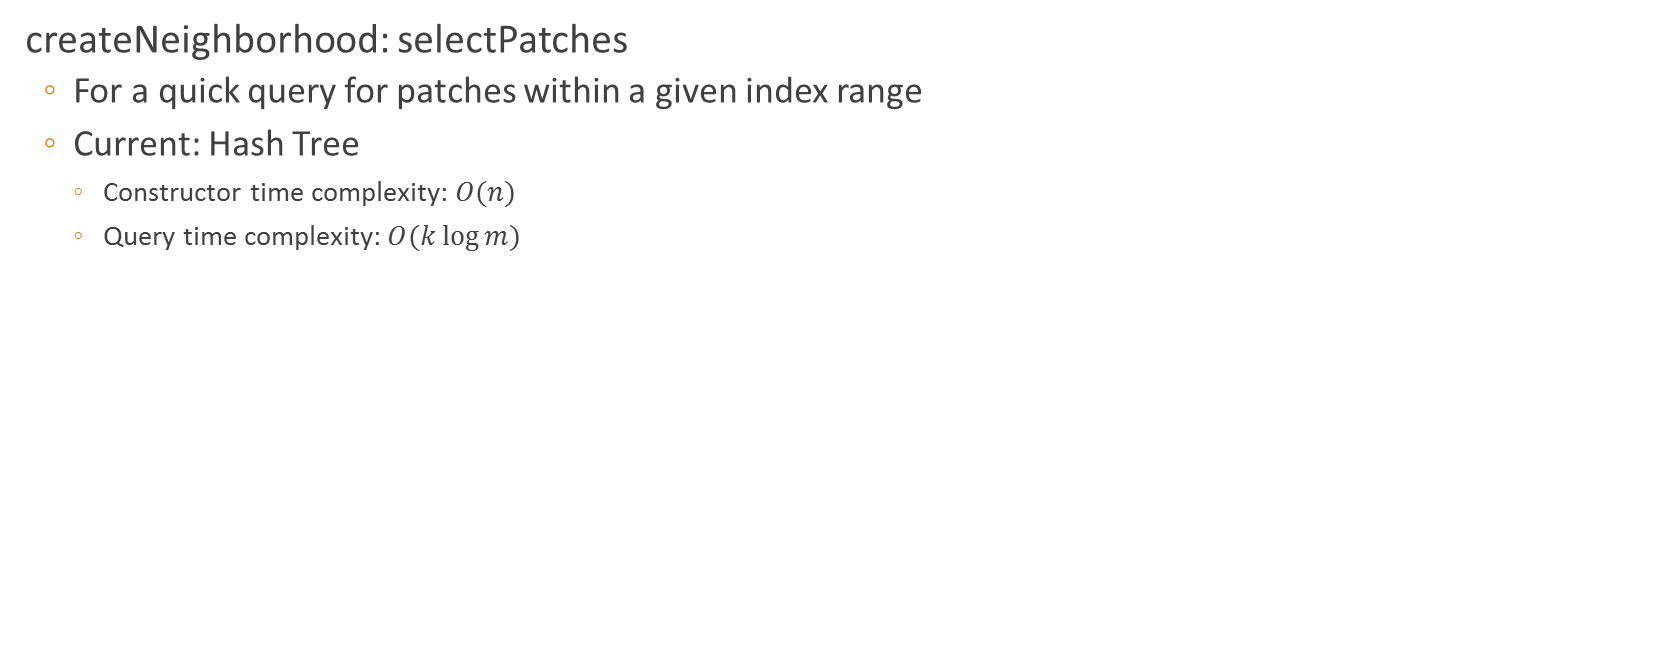 createNeighborhood: selectPatches
◦ For a quick query for patches within a given index range
◦ Current: Hash Tree
◦ Constructor time complexity: O(n)
◦ Query time complexity: O(k log m)